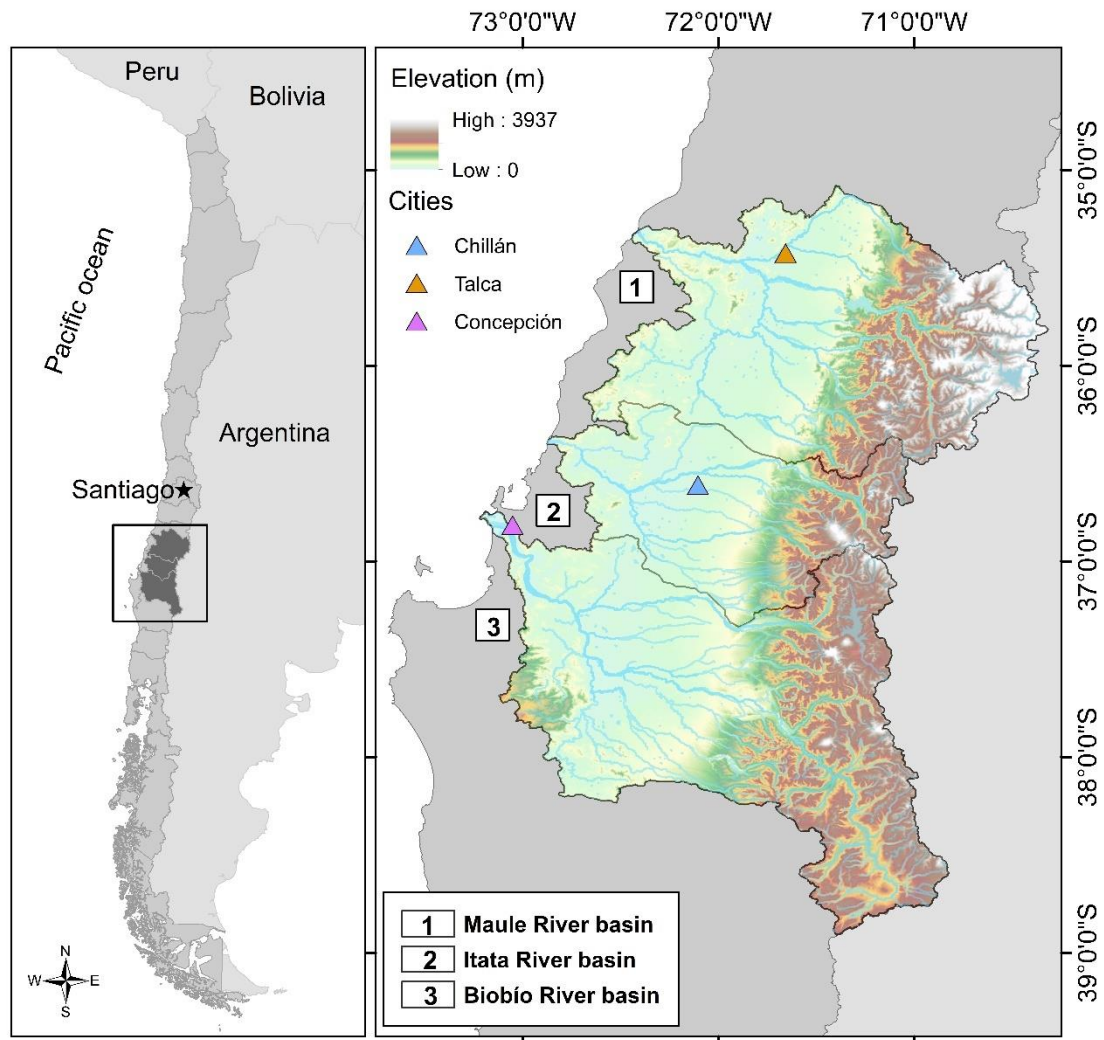 Peru
Bolivia
Pacific ocean
Argentina
Santiago
N
W E
S
73°0'0"W 72°0'0"W 71°0'0"W
Elevation (m)
High : 3937
Low : 0
Cities
Chillán
Talca
Concepción
1
2
3
35°0'0"S
36°0'0"S
37°0'0"S
38°0'0"S
39°0'0"S
1 Maule River basin
2 Itata River basin
3 Biobío River basin